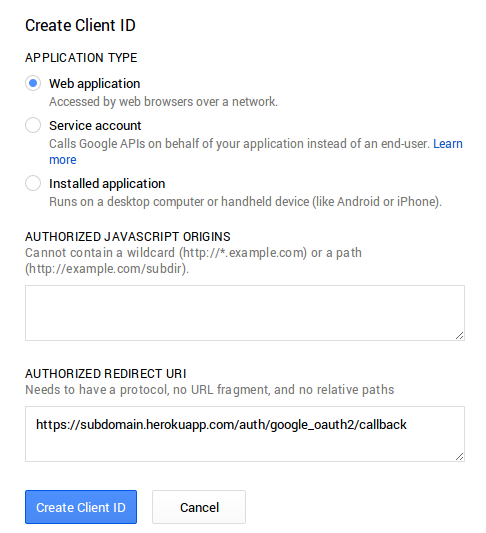 Create Client ID
APPLICATION TYPE
Web application
Accessed by web browsers over a network.
Service account
Calls Google APIs on behalf of your application instead of an end-user. Learn
more
Installed application
Runs on a desktop computer or handheld device (like Android or iPhone).
AUTHORIZED JAVASCRIPT ORIGINS
Cannot contain a wildcard (http://*.example.com) or a path
(http://example.com/subdir).
AUTHORIZED REDIRECT URI
Needs to have a protocol, no URL fragment, and no relative paths
https://subdomain.herokuapp.com/auth/google_oauth2/callback
Create Client ID
Cancel